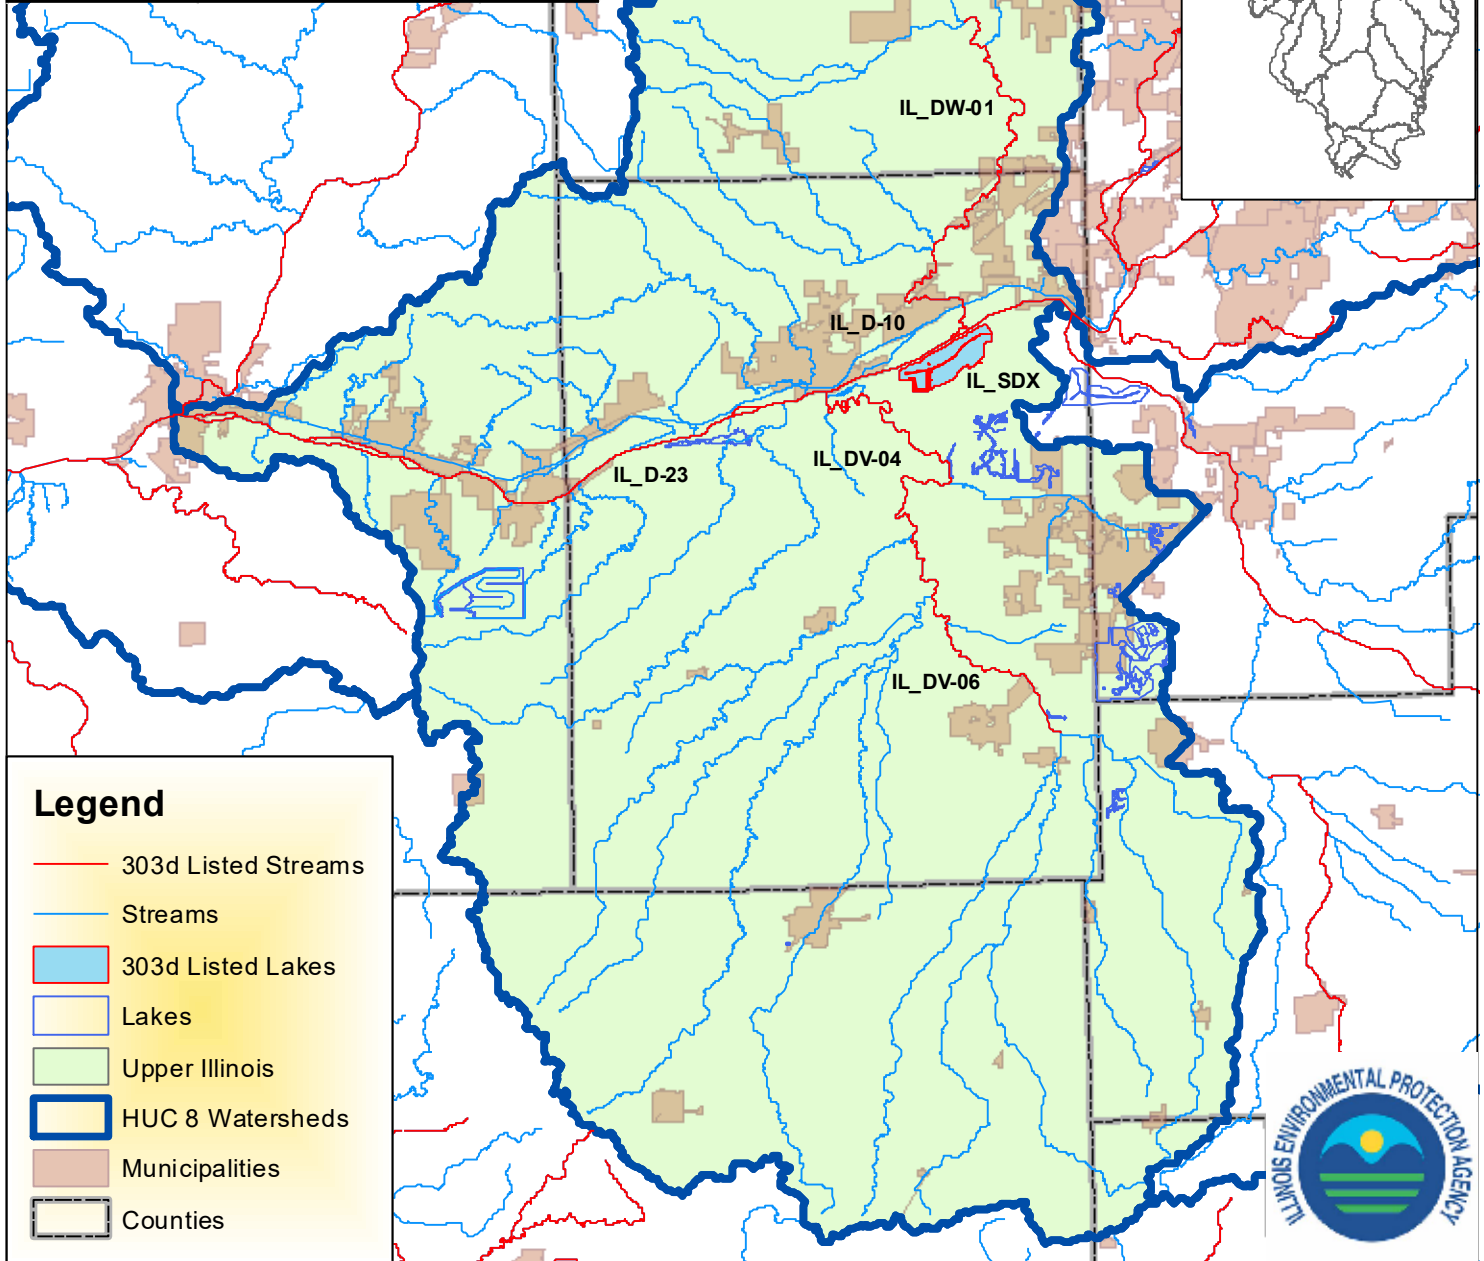 IL_DW-01
IL_D-10
IL_SDX
IL_DV-04
IL_D-23
IL_DV-06
Legend
303d Listed Streams
Streams
303d Listed Lakes
Lakes
Upper Illinois
HUC 8 Watersheds
Municipalities
Counties
ILLINOIS ENVIRONMENTAL PROTECTION AGENCY